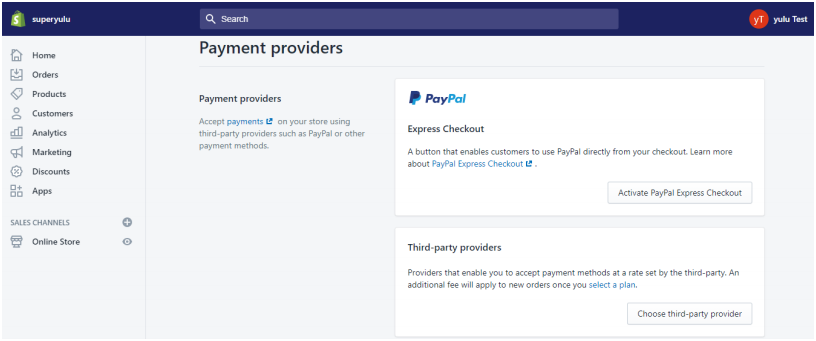 superyulu
Search
yT
yulu Test
Home
Orders
Products
Customers
Analytics
Marketing
Discounts
Apps
SALES CHANNELS
Online Store
Payment providers
Payment providers
Accept payments on your store using
third-party providers such as PayPal or other
payment methods.
PayPal
Express Checkout
A button that enables customers to use PayPal directly from your checkout. Learn more
about PayPal Express Checkout .
Activate PayPal Express Checkout
Third-party providers
Providers that enable you to accept payment methods at a rate set by the third-party. An
additional fee will apply to new orders once you select a plan.
Choose third-party provider